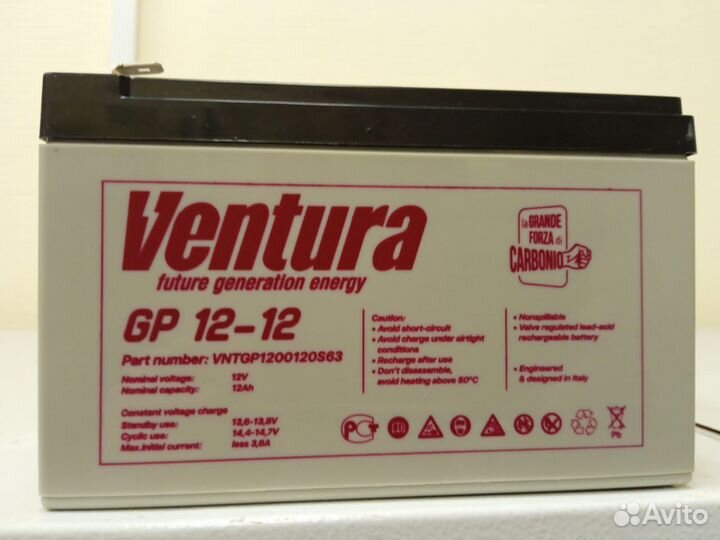 Ventura
future generation energy
GP 12-12
Part number: VNTGP1200120S63
Nominal voltage: 12V
Nominal capacity: 12Ah
Constant voltage charge
Standby use: 13,6-13,8V
Cyclic use: 14,4-14,7V
Max.initiel current: less 3,6A
Caution:
• Avoid short-circuit
• Avoid charge under airtight
conditions
• Recharge after use
• Don't disassemble,
avoid heating above 50°C
la GRANDE
FORZA di
CARBONIO
• Nonspillable
• Valve regulated lead-acid
rechargeable battery
• Engineered
& designed in Italy
РСТ
Pb
Avito